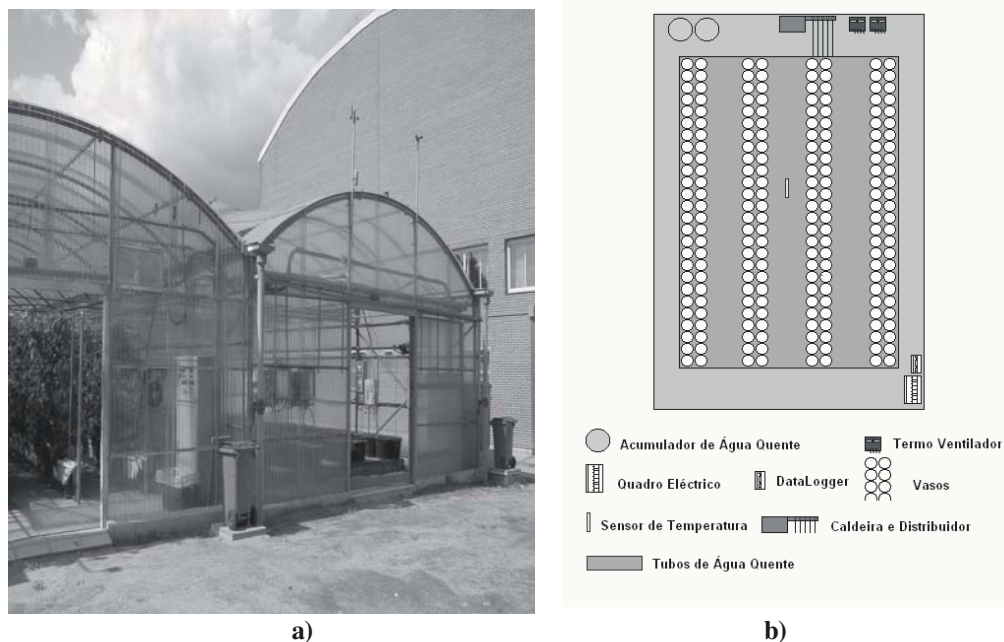 Acumulador de Água Quente
Termo Ventilador
Quadro Eléctrico
DataLogger
Vasos
Sensor de Temperatura
Caldeira e Distribuidor
Tubos de Água Quente
a)
b)